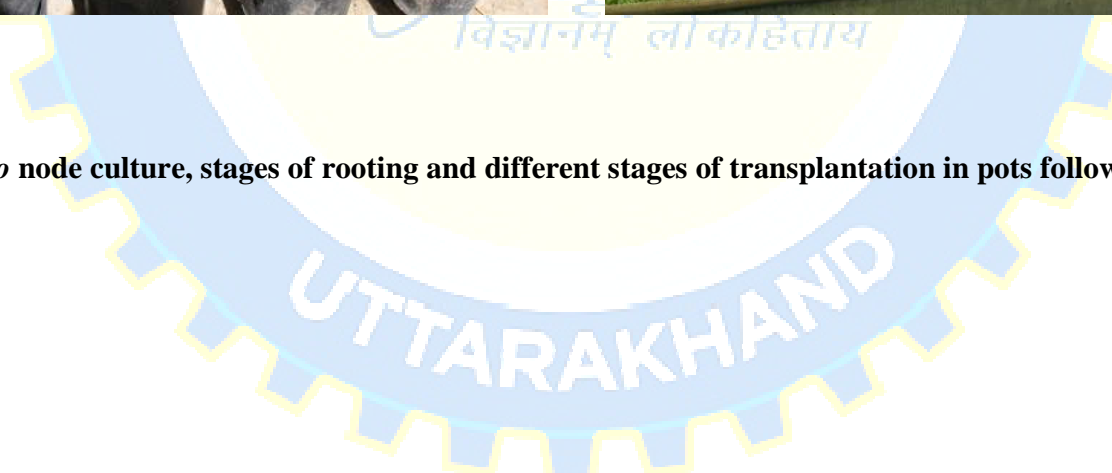 विज्ञानम् लोकहिताय
o node culture, stages of rooting and different stages of transplantation in pots follow
UTTARAKHAND